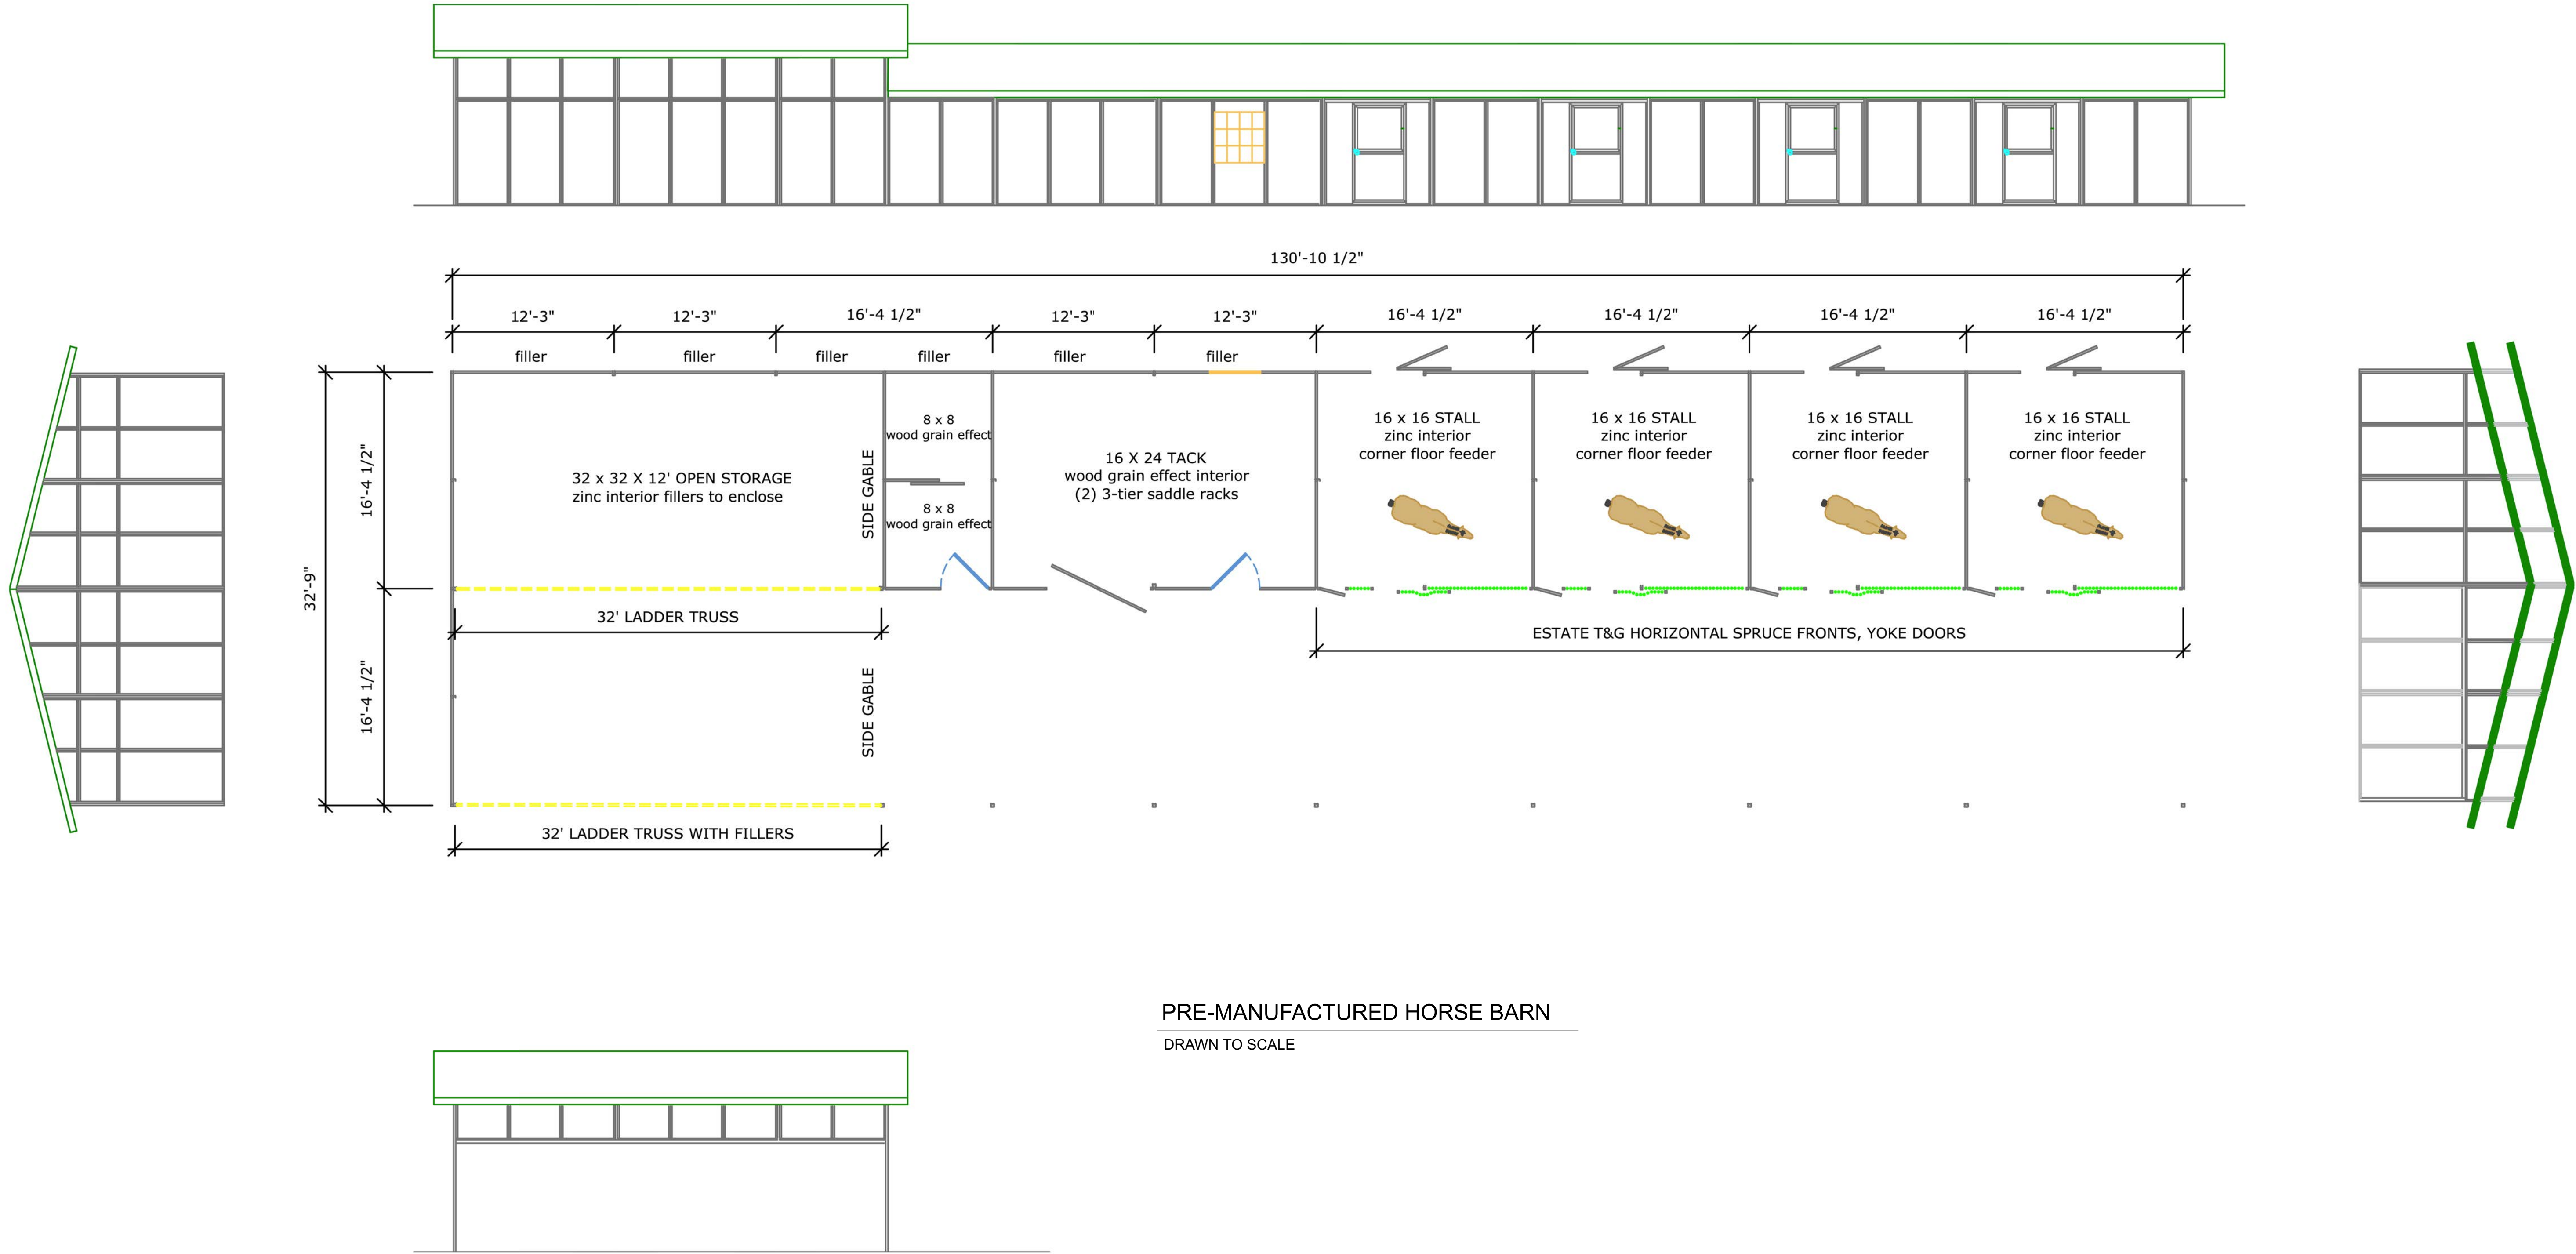 130'-10 1/2"
12'-3"
12'-3"
16'-4 1/2"
12'-3"
12'-3"
16'-4 1/2"
16'-4 1/2"
16'-4 1/2"
16'-4 1/2"
filler
filler
filler
filler
filler
filler
32'-9"
16'-4 1/2"
16'-4 1/2"
32 x 32 X 12' OPEN STORAGE
zinc interior fillers to enclose
SIDE GABLE
8 x 8
wood grain effect
8 x 8
wood grain effect
16 X 24 TACK
wood grain effect interior
(2) 3-tier saddle racks
16 x 16 STALL
zinc interior
corner floor feeder
16 x 16 STALL
zinc interior
corner floor feeder
16 x 16 STALL
zinc interior
corner floor feeder
16 x 16 STALL
zinc interior
corner floor feeder
32' LADDER TRUSS
ESTATE T&G HORIZONTAL SPRUCE FRONTS, YOKE DOORS
SIDE GABLE
32' LADDER TRUSS WITH FILLERS
PRE-MANUFACTURED HORSE BARN
DRAWN TO SCALE